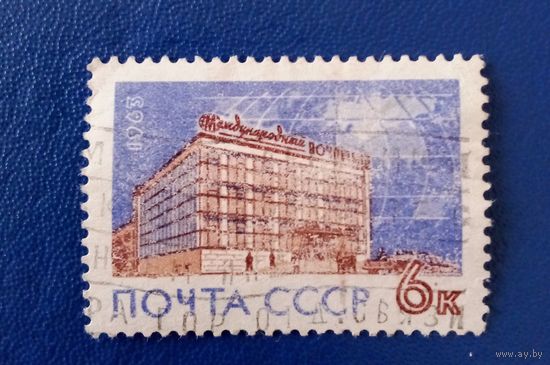 1963
Международный ПОЧТАМТ
ПОЧТА СССР 6к
www.ay.by